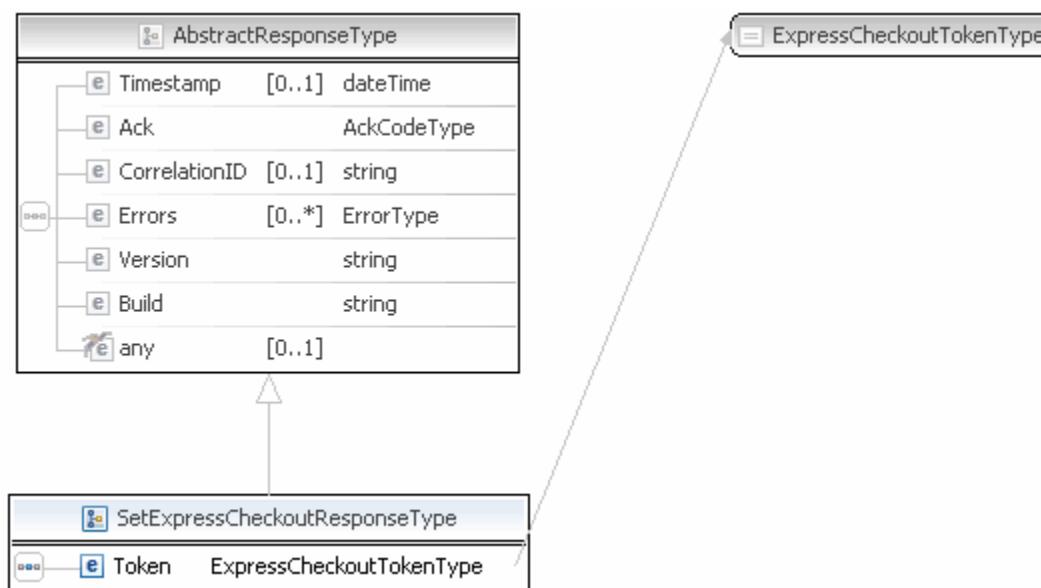 AbstractResponseType
e Timestamp [0..1] dateTime
e Ack AckCodeType
e CorrelationID [0..1] string
e Errors [0..*] ErrorType
e Version string
e Build string
e any [0..1]
ExpressCheckoutTokenType
SetExpressCheckoutResponseType
e Token ExpressCheckoutTokenType